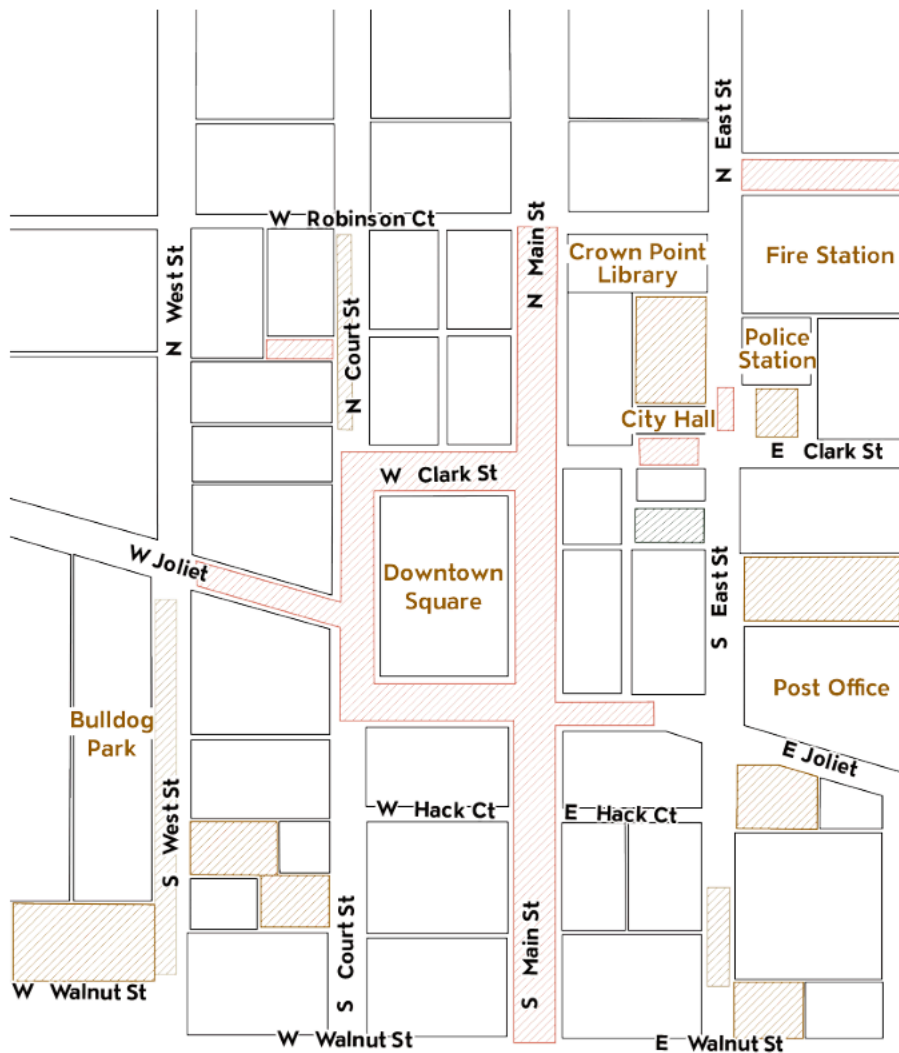 N East St
W Robinson Ct
N Main St
Crown Point
Library
Fire Station
N West St
N Court St
Police
Station
City Hall
E Clark St
W Clark St
W Joliet
Downtown
Square
S East St
Post Office
Bulldog
Park
E Joliet
W Hack Ct
E Hack Ct
S West St
S Court St
S Main St
W Walnut St
W Walnut St
E Walnut St